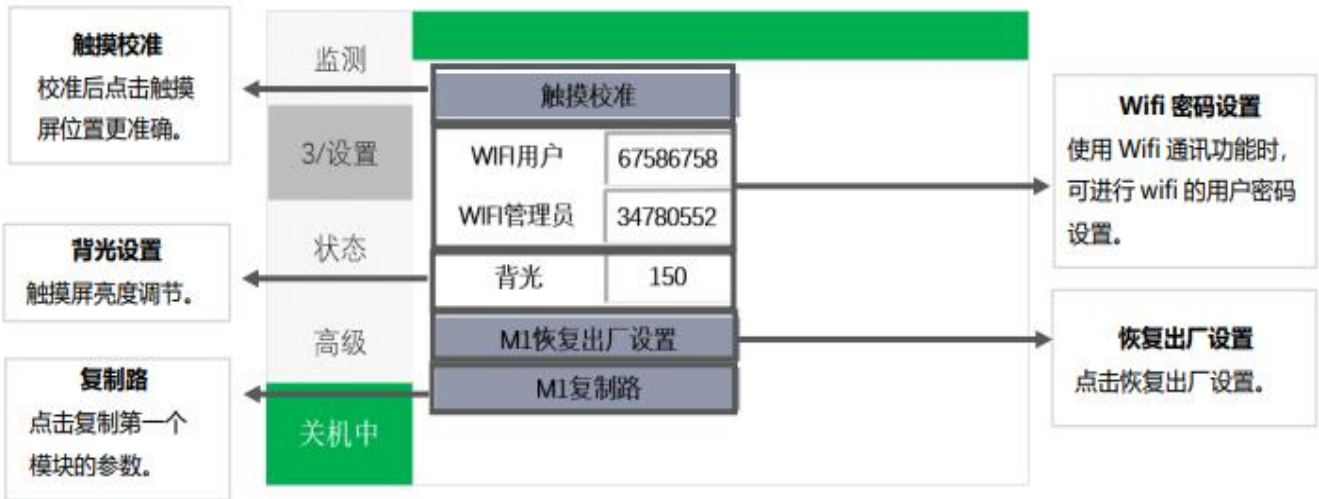 触摸校准
校准后点击触摸
屏位置更准确。
背光设置
触摸屏亮度调节。
复制路
点击复制第一个
模块的参数。
监测
3/设置
状态
高级
关机中
触摸校准
WIFI用户 67586758
WIFI管理员 34780552
背光 150
M1恢复出厂设置
M1复制路
Wifi 密码设置
使用 Wifi 通讯功能时,
可进行 wifi 的用户密码
设置。
恢复出厂设置
点击恢复出厂设置。